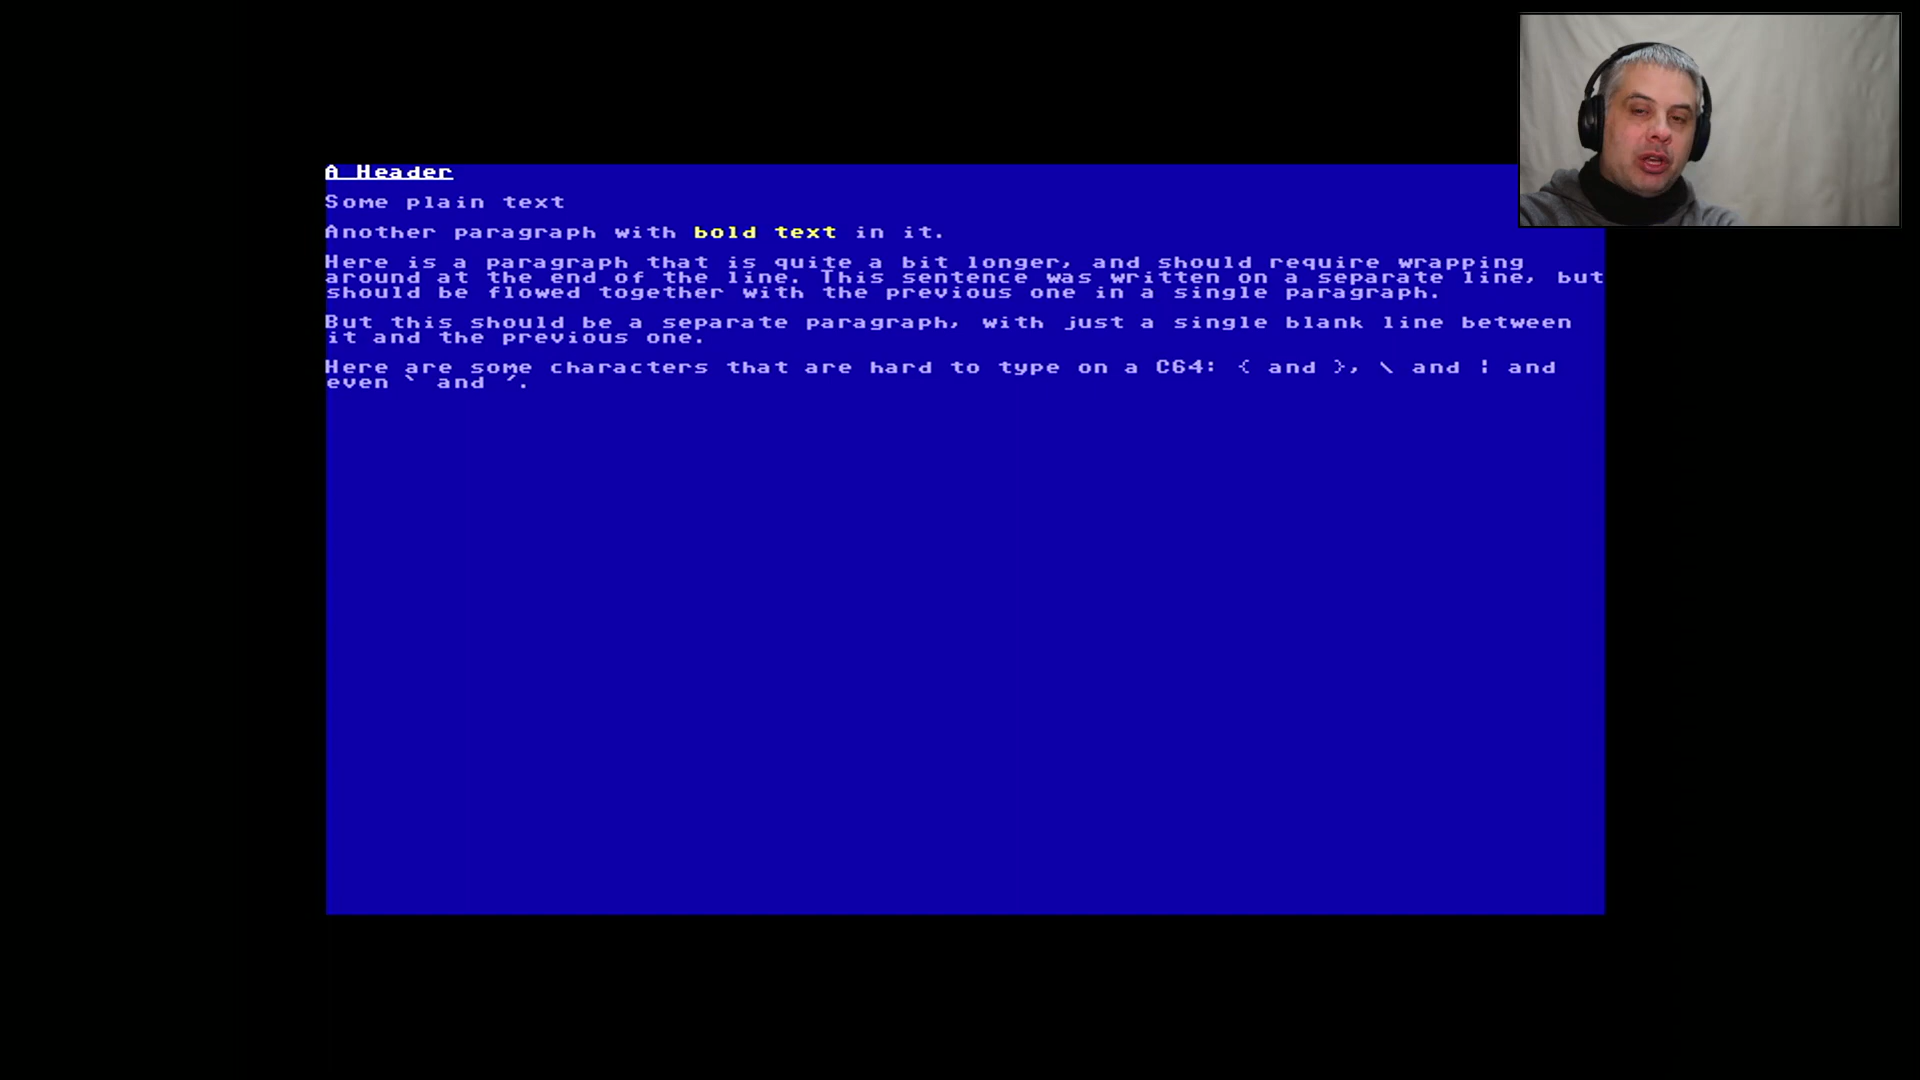 A Header
Some plain text
Another paragraph with bold text in it.
Here is a paragraph that is quite a bit longer, and should require wrapping
around at the end of the line. This sentence was written on a separate line, but
should be flowed together with the previous one in a single paragraph.
But this should be a separate paragraph, with just a single blank line between
it and the previous one.
Here are some characters that are hard to type on a C64: { and }, \ and ¦ and
even ` and ´.